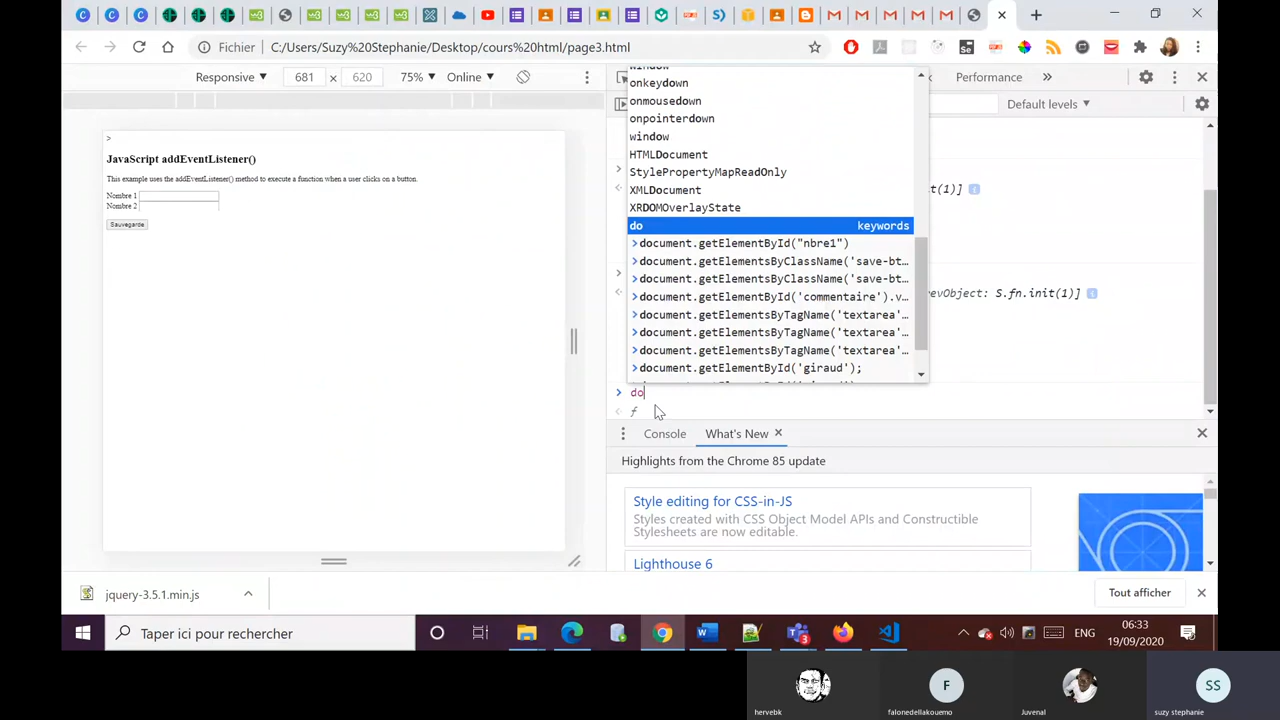 Fichier
C:/Users/Suzy%20Stephanie/Desktop/cours%20html/page3.html
Responsive
681
×
620
75%
Online
Performance
»
Default levels
>
JavaScript addEventListener()
This example uses the addEventListener() method to execute a function when a user clicks on a button.
Nombre 1
Nombre 2
Sauvegarde
window
onkeydown
onmousedown
onpointerdown
window
HTMLDocument
StylePropertyMapReadOnly
XMLDocument
XRDOMOverlayState
do keywords
>document.getElementById("nbre1")
>document.getElementsByClassName('save-bt…
>document.getElementsByClassName('save-bt…
>document.getElementById('commentaire').v…
>document.getElementsByTagName('textarea'…
>document.getElementsByTagName('textarea'…
>document.getElementsByTagName('textarea'…
>document.getElementById('giraud');
it(1)]
evObject: S.fn.init(1)]
> do
f
Console
What's New
Highlights from the Chrome 85 update
Style editing for CSS-in-JS
Styles created with CSS Object Model APIs and Constructible
Stylesheets are now editable.
Lighthouse 6
jquery-3.5.1.min.js
Tout afficher
Taper ici pour rechercher
3
ENG
06:33
19/09/2020
hervebk
F
falonedellakouemo
Juvenal
SS
suzy stephanie